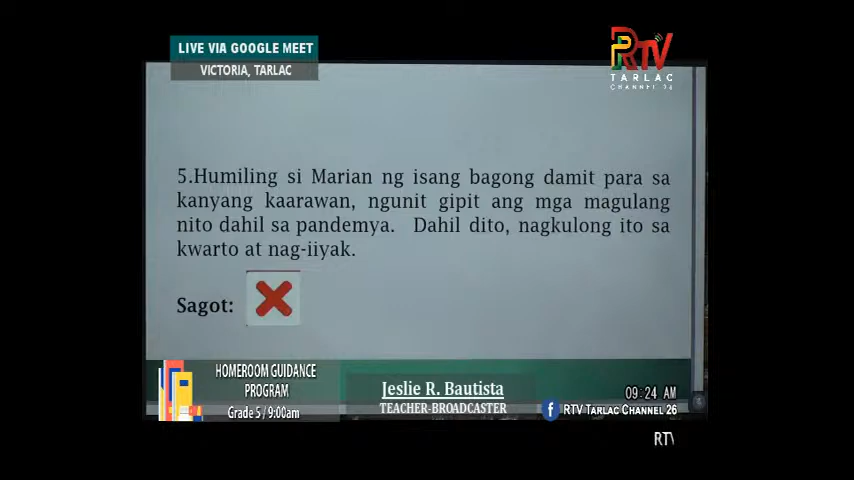 LIVE VIA GOOGLE MEET
VICTORIA, TARLAC
RTV
TARLAC
CHANNEL 26
5.Humiling si Marian ng isang bagong damit para sa
kanyang kaarawan, ngunit gipit ang mga magulang
nito dahil sa pandemya. Dahil dito, nagkulong ito sa
kwarto at nag-iiyak.
Sagot:
HOMEROOM GUIDANCE
PROGRAM
Grade 5 / 9:00am
Jeslie R. Bautista
TEACHER-BROADCASTER
09:24 AM
f RTV TARLAC CHANNEL 26
RTV